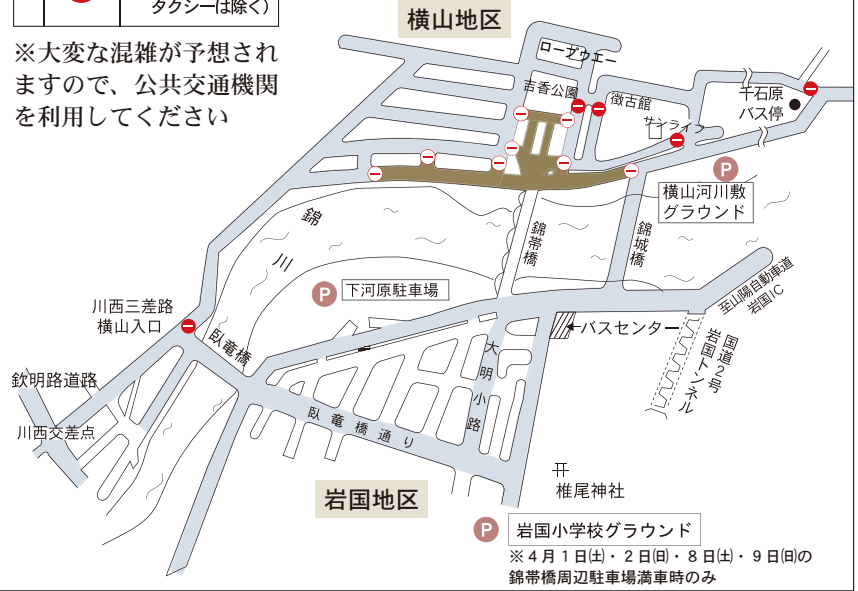 タクシーは除く）
※大変な混雑が予想され
ますので、公共交通機関
を利用してください
横山地区
ロープウエー
吉香公園
徴古館
サンライフ
千石原
バス停
P
横山河川敷
グラウンド
錦川
錦帯橋
錦城橋
P
下河原駐車場
至山陽自動車道
岩国IC
川西三差路
横山入口
臥竜橋
←バスセンター
国道2号
岩国トンネル
大明小路
欽明路道路
川西交差点
臥竜橋通り
椎尾神社
岩国地区
P
岩国小学校グラウンド
※４月１日㈯・２日㈰・８日㈯・９日㈰の
錦帯橋周辺駐車場満車時のみ